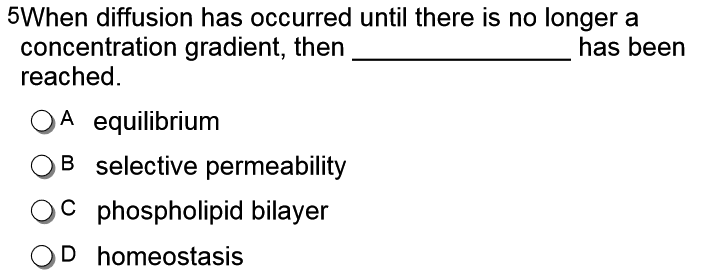 5When diffusion has occurred until there is no longer a
concentration gradient, then ________________ has been
reached.
A equilibrium
B selective permeability
C phospholipid bilayer
D homeostasis